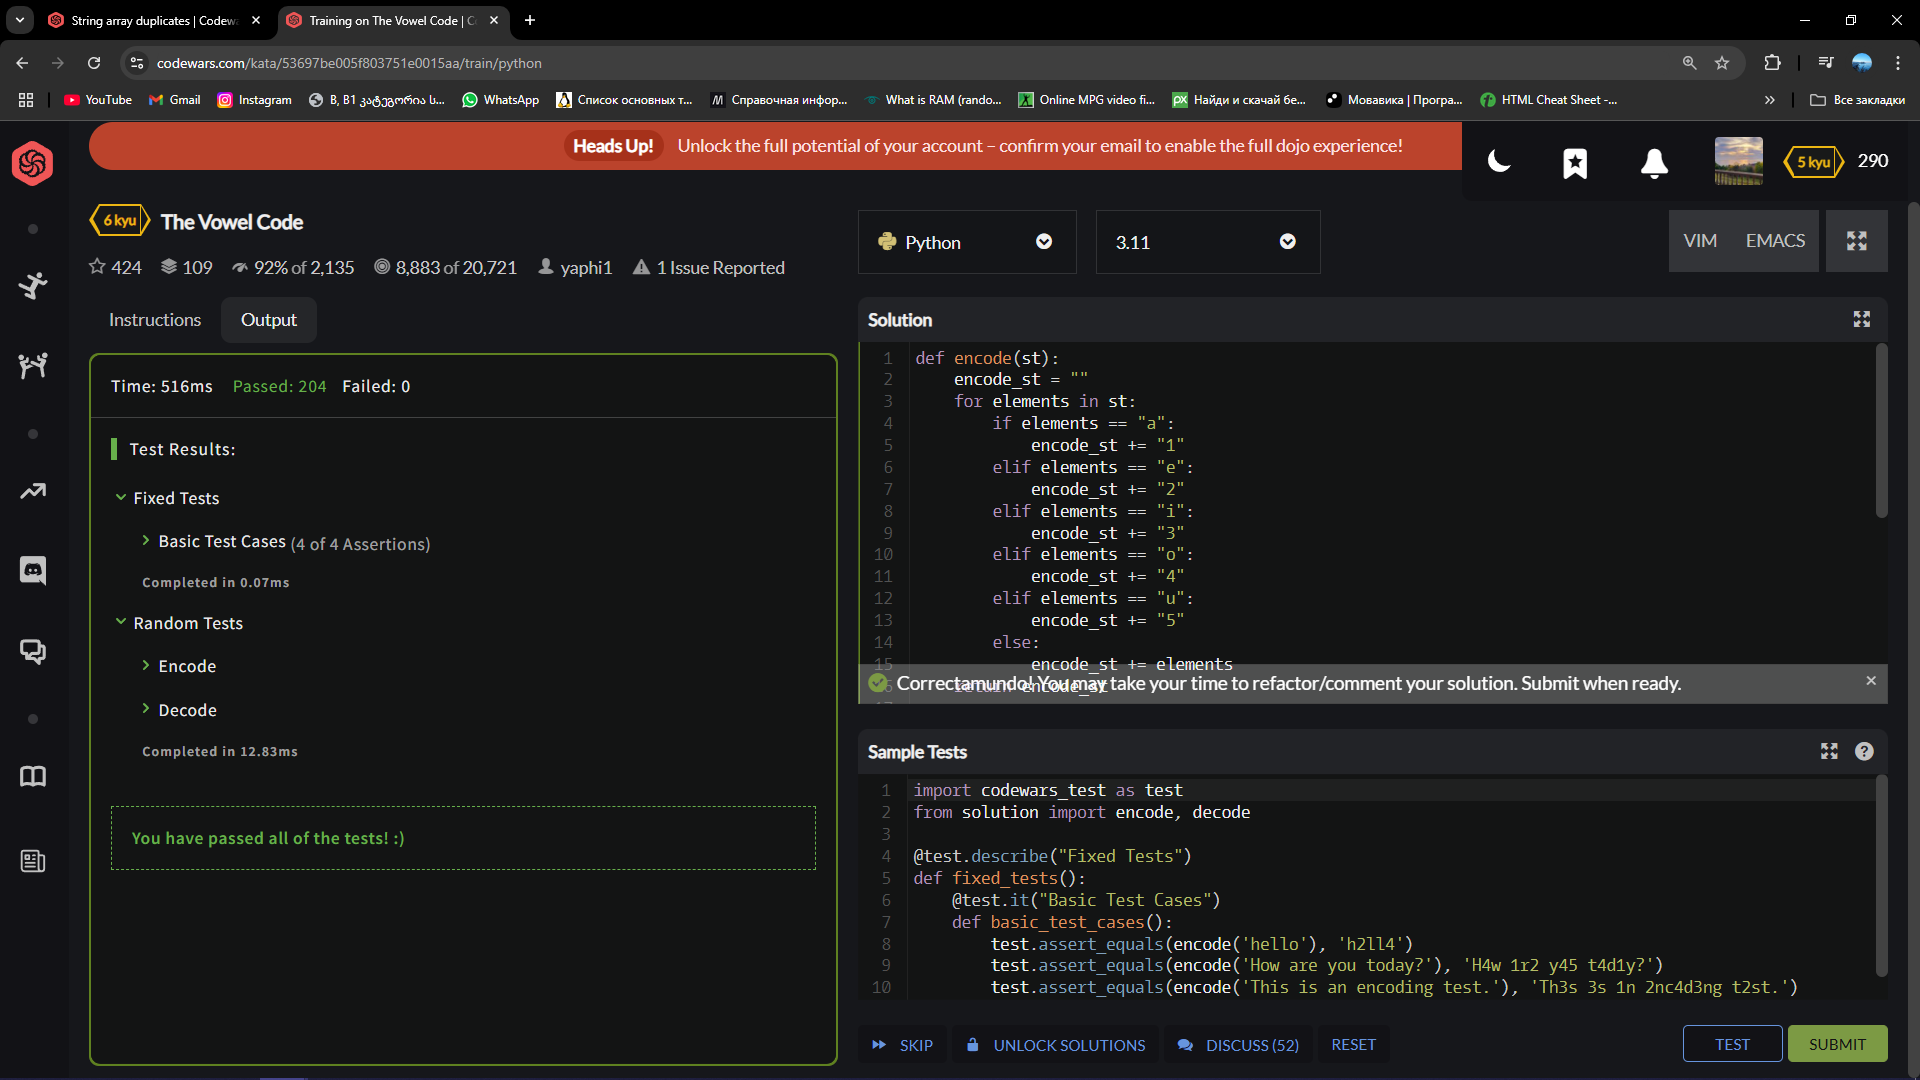 String array duplicates | Codew
Training on The Vowel Code | C
codewars.com/kata/53697be005f803751e0015aa/train/python
YouTube
Gmail
Instagram
B, B1 კატეგორია ს...
WhatsApp
Список основных т...
Справочная инфор...
What is RAM (rando...
Online MPG video fi...
Найди и скачай бе...
Мовавика | Програ...
HTML Cheat Sheet -...
Все закладки
Heads Up! Unlock the full potential of your account – confirm your email to enable the full dojo experience!
5 kyu 290
6 kyu The Vowel Code
424 109 92% of 2,135 8,883 of 20,721 yaphi1 1 Issue Reported
Python
3.11
VIM EMACS
Instructions Output
Time: 516ms Passed: 204 Failed: 0
Test Results:
Fixed Tests
Basic Test Cases (4 of 4 Assertions)
Completed in 0.07ms
Random Tests
Encode
Decode
Completed in 12.83ms
You have passed all of the tests! :)
Solution
1 def encode(st):
2 encode_st = ""
3 for elements in st:
4 if elements == "a":
5 encode_st += "1"
6 elif elements == "e":
7 encode_st += "2"
8 elif elements == "i":
9 encode_st += "3"
10 elif elements == "o":
11 encode_st += "4"
12 elif elements == "u":
13 encode_st += "5"
14 else:
15 encode_st += elements
16 return encode_st
Correctamundo! You may take your time to refactor/comment your solution. Submit when ready.
Sample Tests
1 import codewars_test as test
2 from solution import encode, decode
3
4 @test.describe("Fixed Tests")
5 def fixed_tests():
6 @test.it("Basic Test Cases")
7 def basic_test_cases():
8 test.assert_equals(encode('hello'), 'h2ll4')
9 test.assert_equals(encode('How are you today?'), 'H4w 1r2 y45 t4d1y?')
10 test.assert_equals(encode('This is an encoding test.'), 'Th3s 3s 1n 2nc4d3ng t2st.')
SKIP
UNLOCK SOLUTIONS
DISCUSS (52)
RESET
TEST
SUBMIT